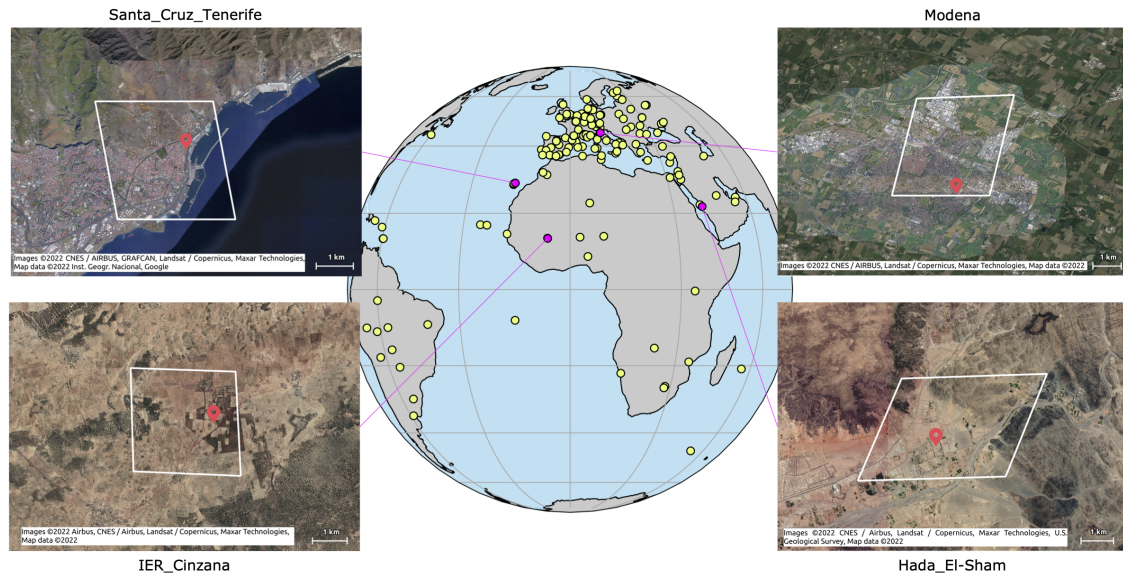 Santa_Cruz_Tenerife
Modena
Images ©2022 CNES / AIRBUS, GRAFCAN, Landsat / Copernicus, Maxar Technologies,
Map data ©2022 Inst. Geogr. Nacional, Google
1 km
Images ©2022 CNES / AIRBUS, Landsat / Copernicus, Maxar Technologies, Map data ©2022
1 km
Images ©2022 Airbus, CNES / Airbus, Landsat / Copernicus, Maxar Technologies,
Map data ©2022
1 km
Images ©2022 CNES / Airbus, Landsat / Copernicus, Maxar Technologies, U.S.
Geological Survey, Map data ©2022
1 km
IER_Cinzana
Hada_El-Sham